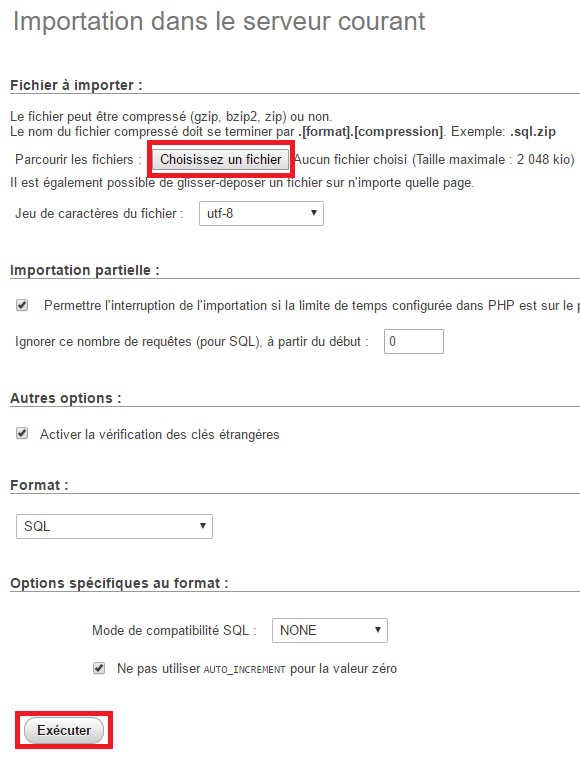 Importation dans le serveur courant
Fichier à importer :
Le fichier peut être compressé (gzip, bzip2, zip) ou non.
Le nom du fichier compressé doit se terminer par .[format].[compression]. Exemple: .sql.zip
Parcourir les fichiers : Choisissez un fichier Aucun fichier choisi (Taille maximale : 2 048 kio)
Il est également possible de glisser-déposer un fichier sur n'importe quelle page.
Jeu de caractères du fichier : utf-8
Importation partielle :
Permettre l'interruption de l'importation si la limite de temps configurée dans PHP est sur le
Ignorer ce nombre de requêtes (pour SQL), à partir du début : 0
Autres options :
Activer la vérification des clés étrangères
Format :
SQL
Options spécifiques au format :
Mode de compatibilité SQL : NONE
Ne pas utiliser AUTO_INCREMENT pour la valeur zéro
Exécuter